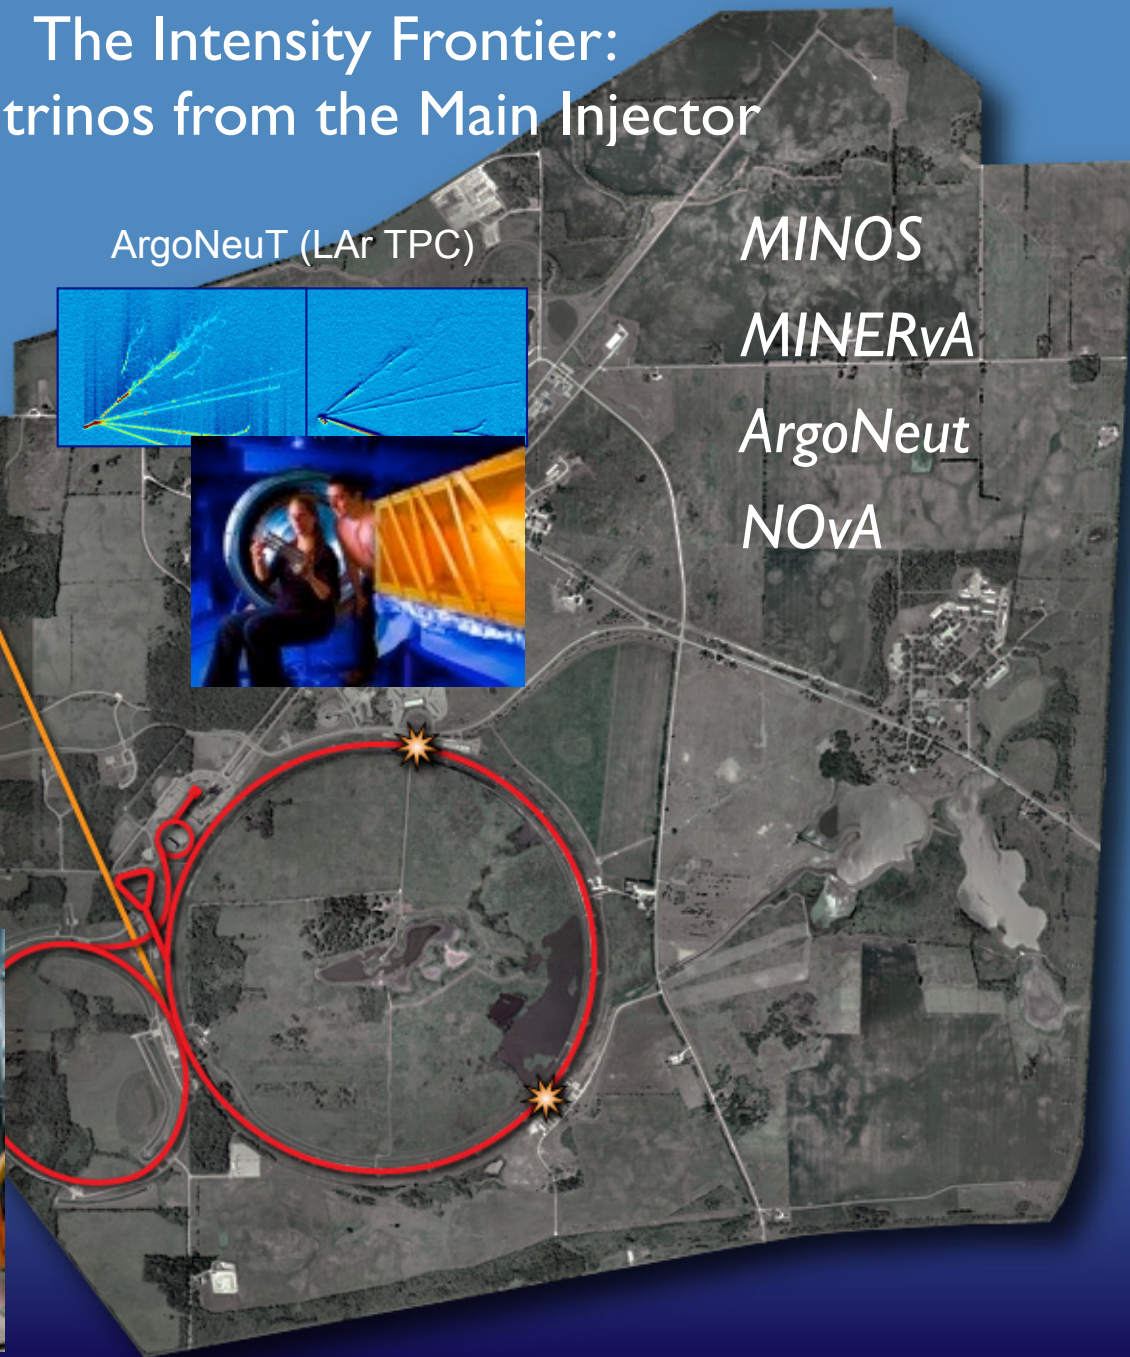 The Intensity Frontier:
trinos from the Main Injector
ArgoNeuT (LAr TPC)
MINOS
MINERvA
ArgoNeut
NOvA